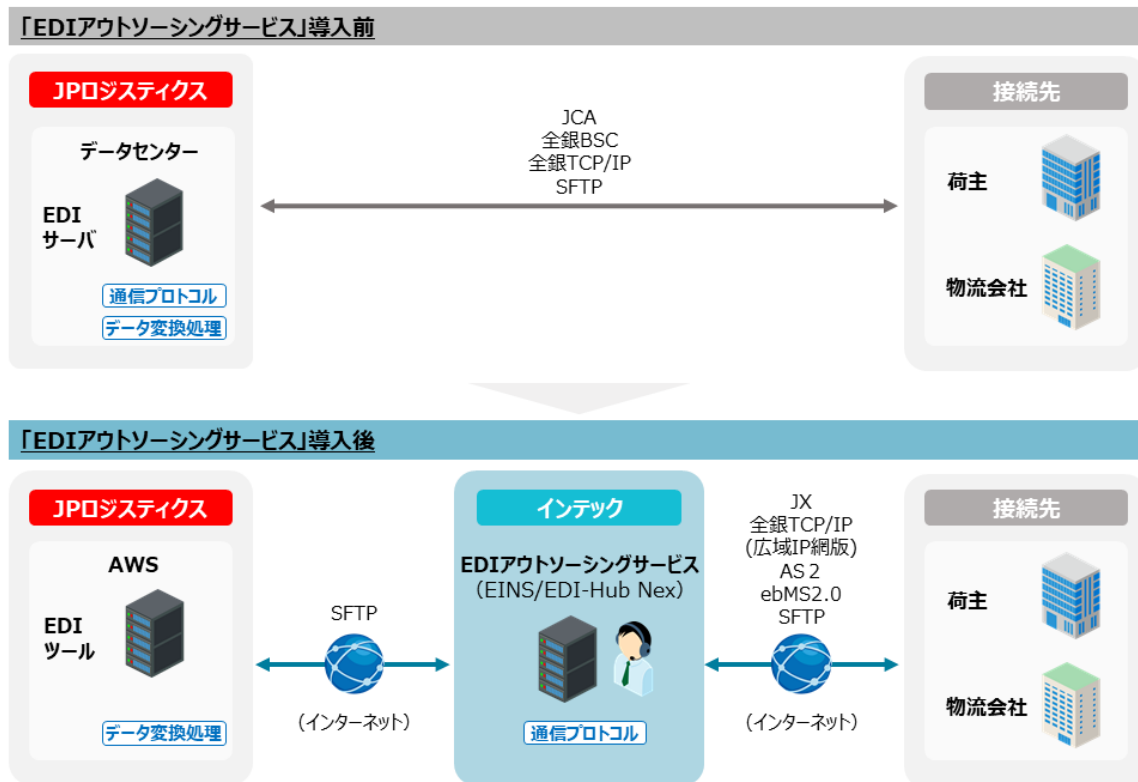 「EDIアウトソーシングサービス」導入前
JPロジスティクス
データセンター
EDI
サーバ
通信プロトコル
データ変換処理
JCA
全銀BSC
全銀TCP/IP
SFTP
接続先
荷主
物流会社
「EDIアウトソーシングサービス」導入後
JPロジスティクス
AWS
EDI
ツール
データ変換処理
SFTP
(インターネット)
インテック
EDIアウトソーシングサービス
(EINS/EDI-Hub Nex)
通信プロトコル
JX
全銀TCP/IP
(広域IP網版)
AS2
ebMS2.0
SFTP
(インターネット)
接続先
荷主
物流会社